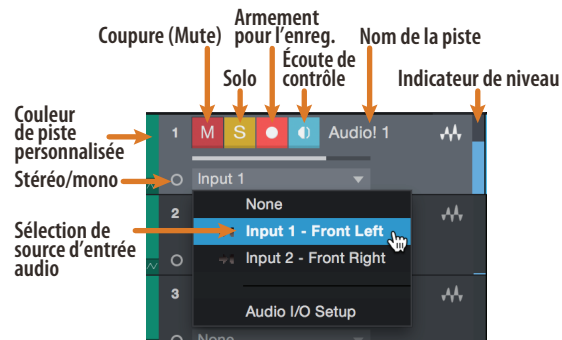 Armement
Coupure (Mute)
pour l'enreg.
Nom de la piste
Écoute de
contrôle
Solo
Indicateur de niveau
Couleur
de piste
personnalisée
1 M S Audio! 1
Stéréo/mono
Input 1
2
None
Sélection de
source d'entrée
audio
Input 1 - Front Left
Input 2 - Front Right
3
Audio I/O Setup
None